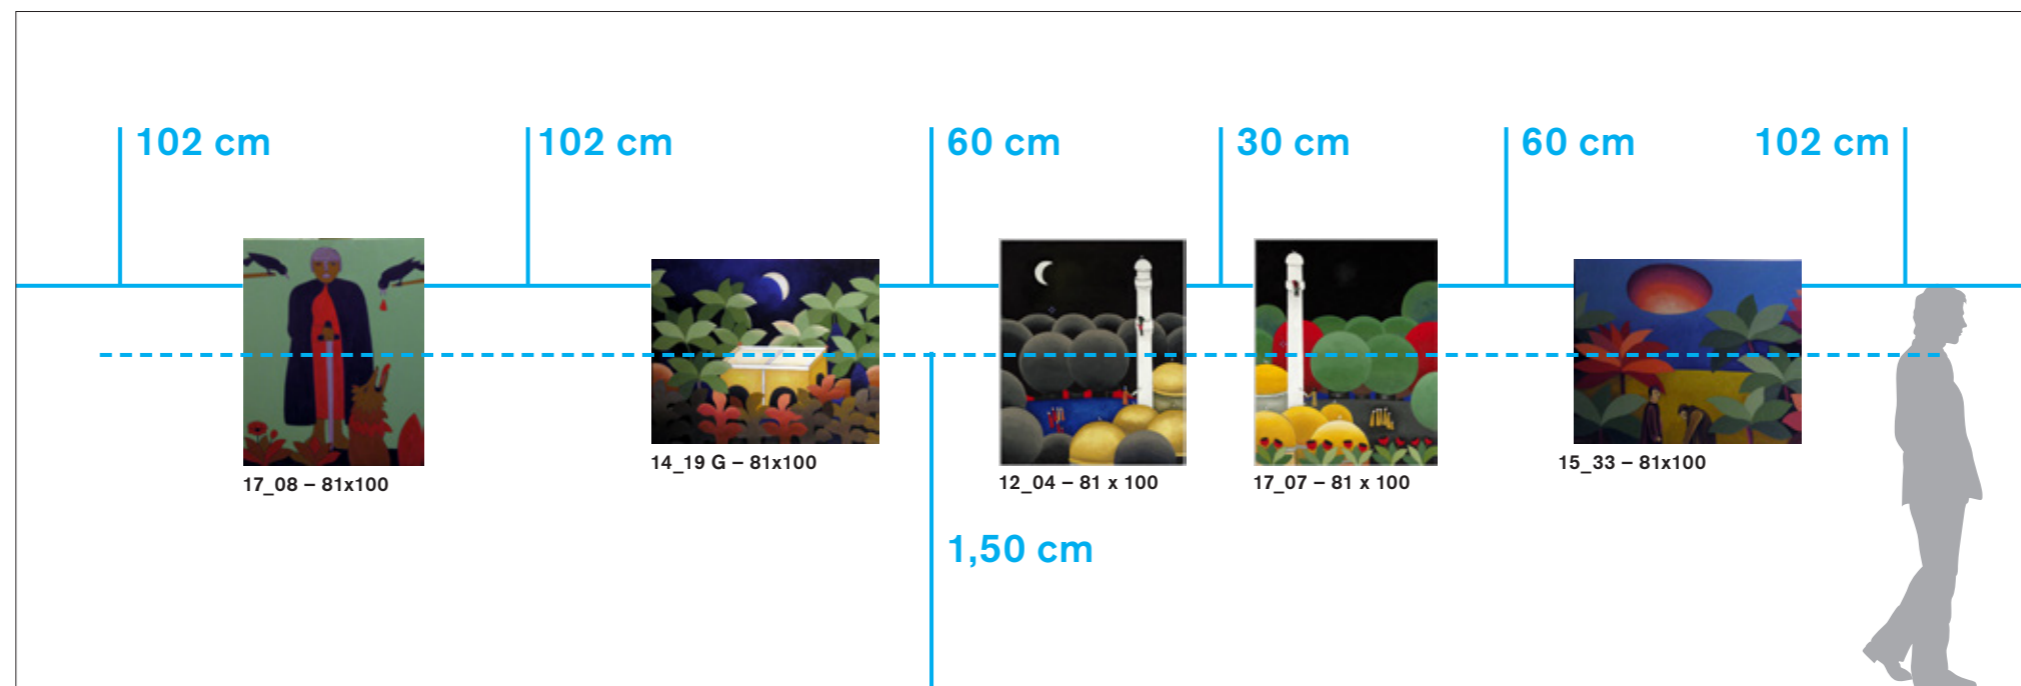 102 cm
102 cm
60 cm
30 cm
60 cm
102 cm
17_08 – 81x100
14_19 G – 81x100
12_04 – 81 x 100
17_07 – 81 x 100
15_33 – 81x100
1,50 cm